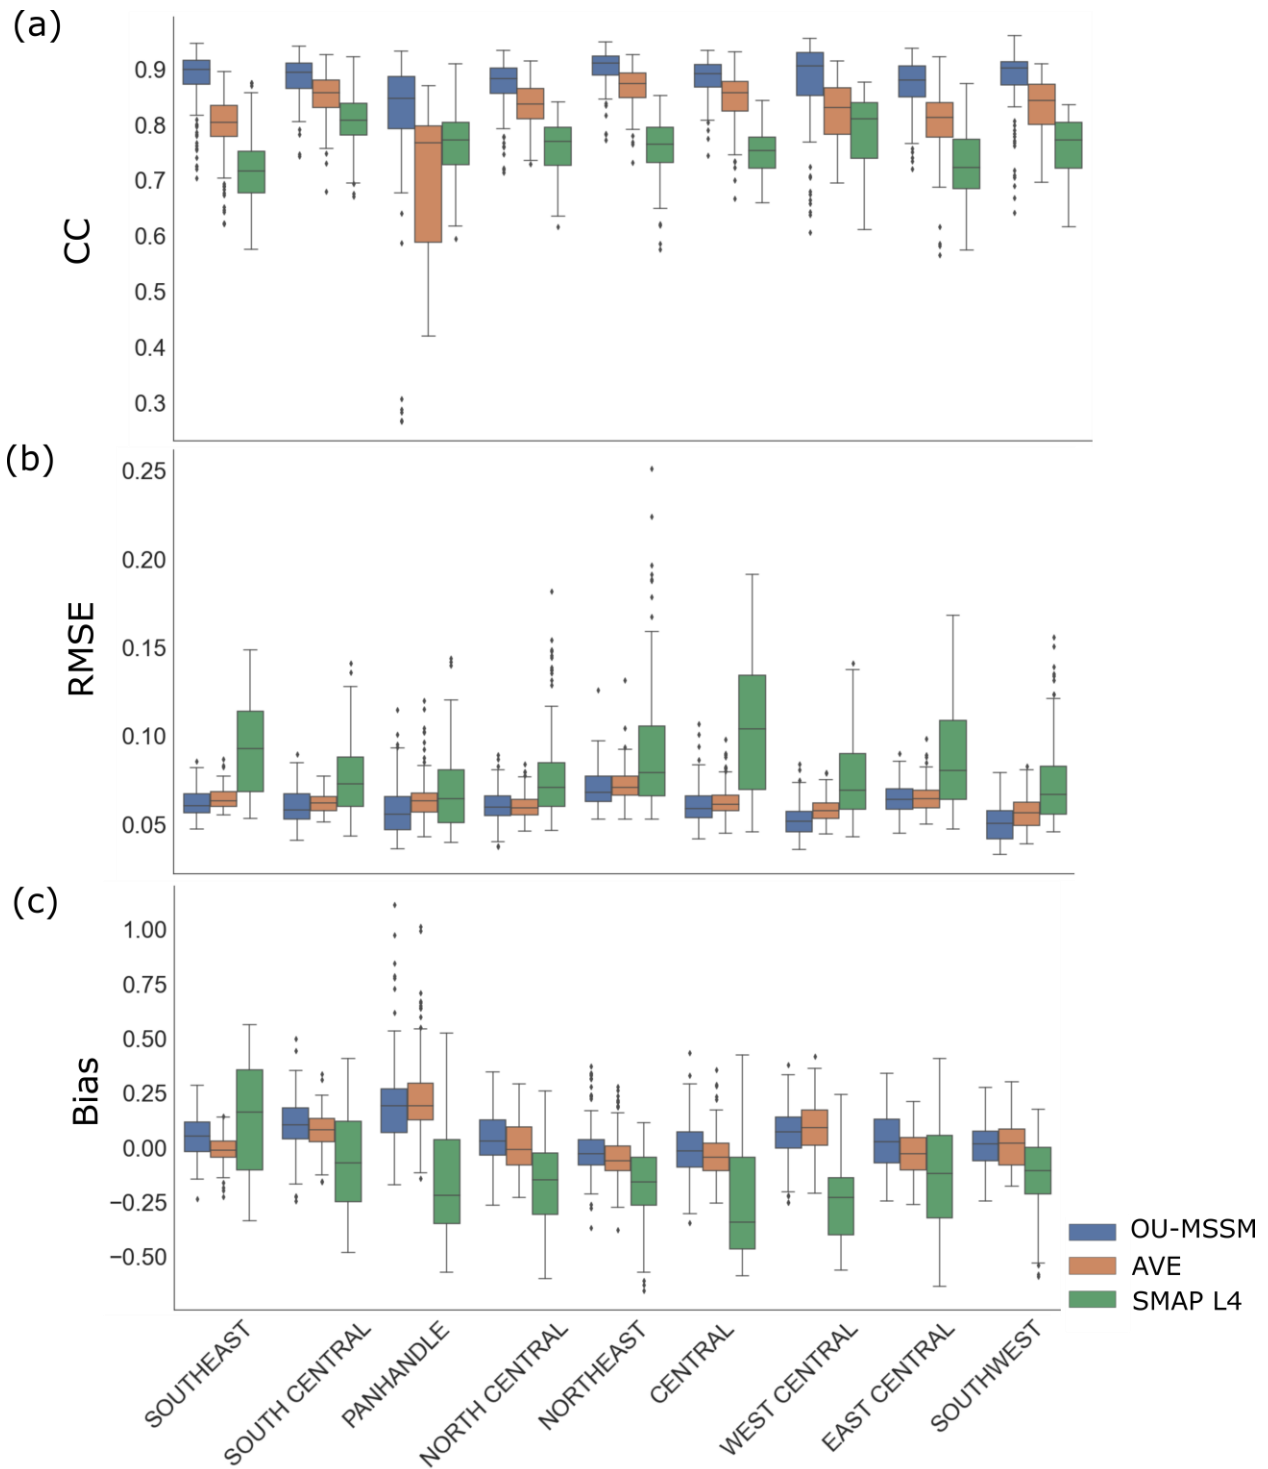 (a)
CC
0.9
0.8
0.7
0.6
0.5
0.4
0.3
(b)
RMSE
0.25
0.20
0.15
0.10
0.05
(c)
Bias
1.00
0.75
0.50
0.25
0.00
−0.25
−0.50
OU-MSSM
AVE
SMAP L4
SOUTHEAST
SOUTH CENTRAL
PANHANDLE
NORTH CENTRAL
NORTHEAST
CENTRAL
WEST CENTRAL
EAST CENTRAL
SOUTHWEST